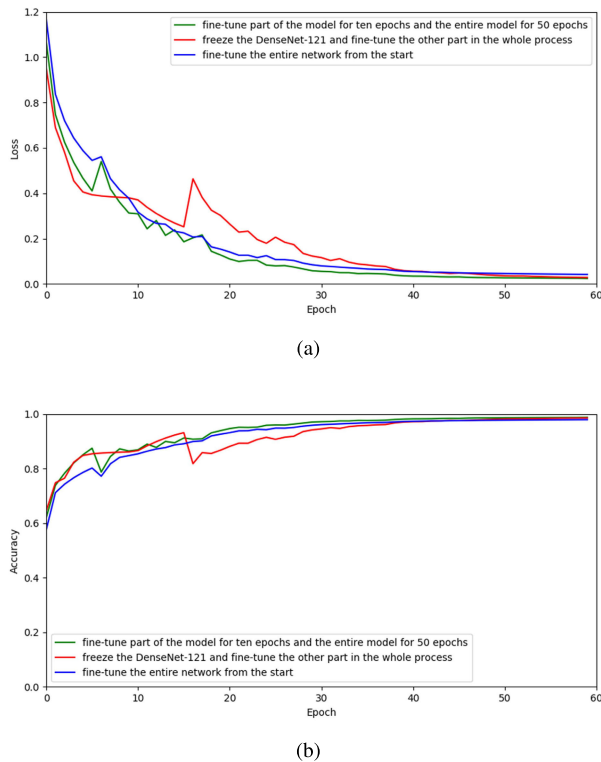 1.2
1.0
0.8
0.6
0.4
0.2
0.0
Loss
fine-tune part of the model for ten epochs and the entire model for 50 epochs
freeze the DenseNet-121 and fine-tune the other part in the whole process
fine-tune the entire network from the start
0 10 20 30 40 50 60
Epoch
(a)
1.0
0.8
0.6
0.4
0.2
0.0
Accuracy
fine-tune part of the model for ten epochs and the entire model for 50 epochs
freeze the DenseNet-121 and fine-tune the other part in the whole process
fine-tune the entire network from the start
0 10 20 30 40 50 60
Epoch
(b)